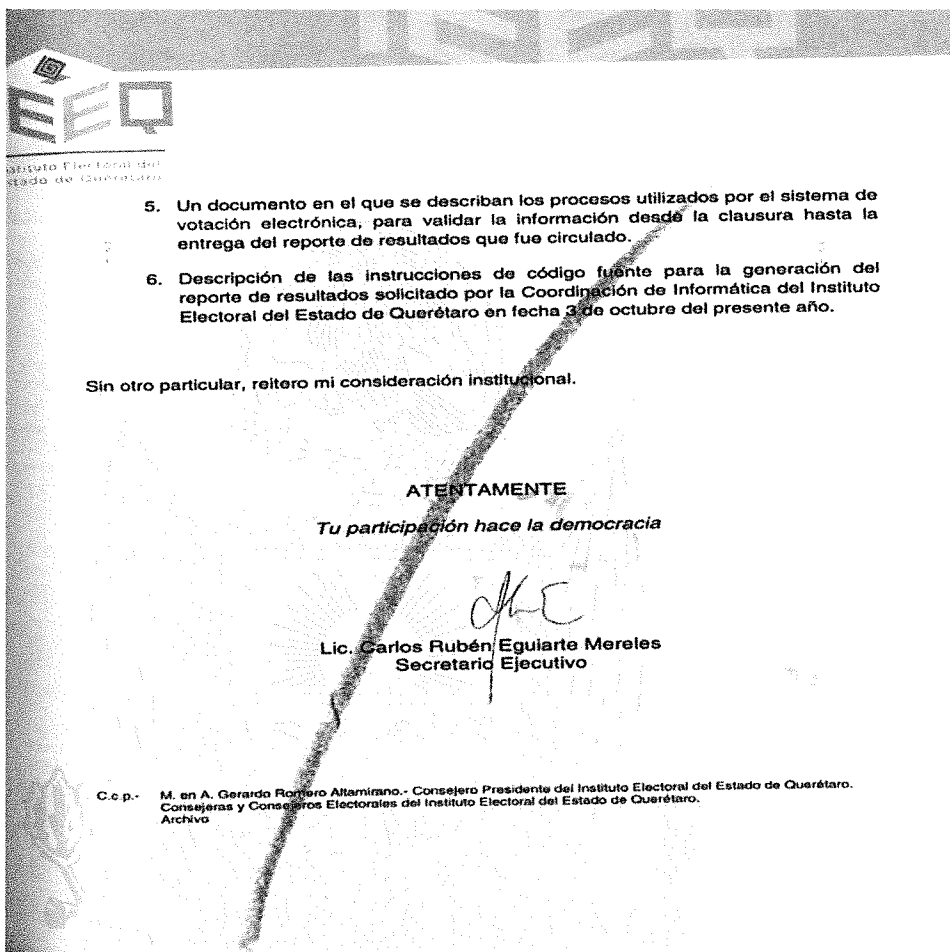 EEQ
Instituto Electoral del
Estado de Querétaro
5. Un documento en el que se describan los procesos utilizados por el sistema de
votación electrónica, para validar la información desde la clausura hasta la
entrega del reporte de resultados que fue circulado.
6. Descripción de las instrucciones de código fuente para la generación del
reporte de resultados solicitado por la Coordinación de Informática del Instituto
Electoral del Estado de Querétaro en fecha 3 de octubre del presente año.
Sin otro particular, reitero mi consideración institucional.
ATENTAMENTE
Tu participación hace la democracia
Lic. Carlos Rubén Eguiarte Mereles
Secretario Ejecutivo
C.c.p.- M. en A. Gerardo Romero Altamirano.- Consejero Presidente del Instituto Electoral del Estado de Querétaro.
Consejeras y Consejeros Electorales del Instituto Electoral del Estado de Querétaro.
Archivo